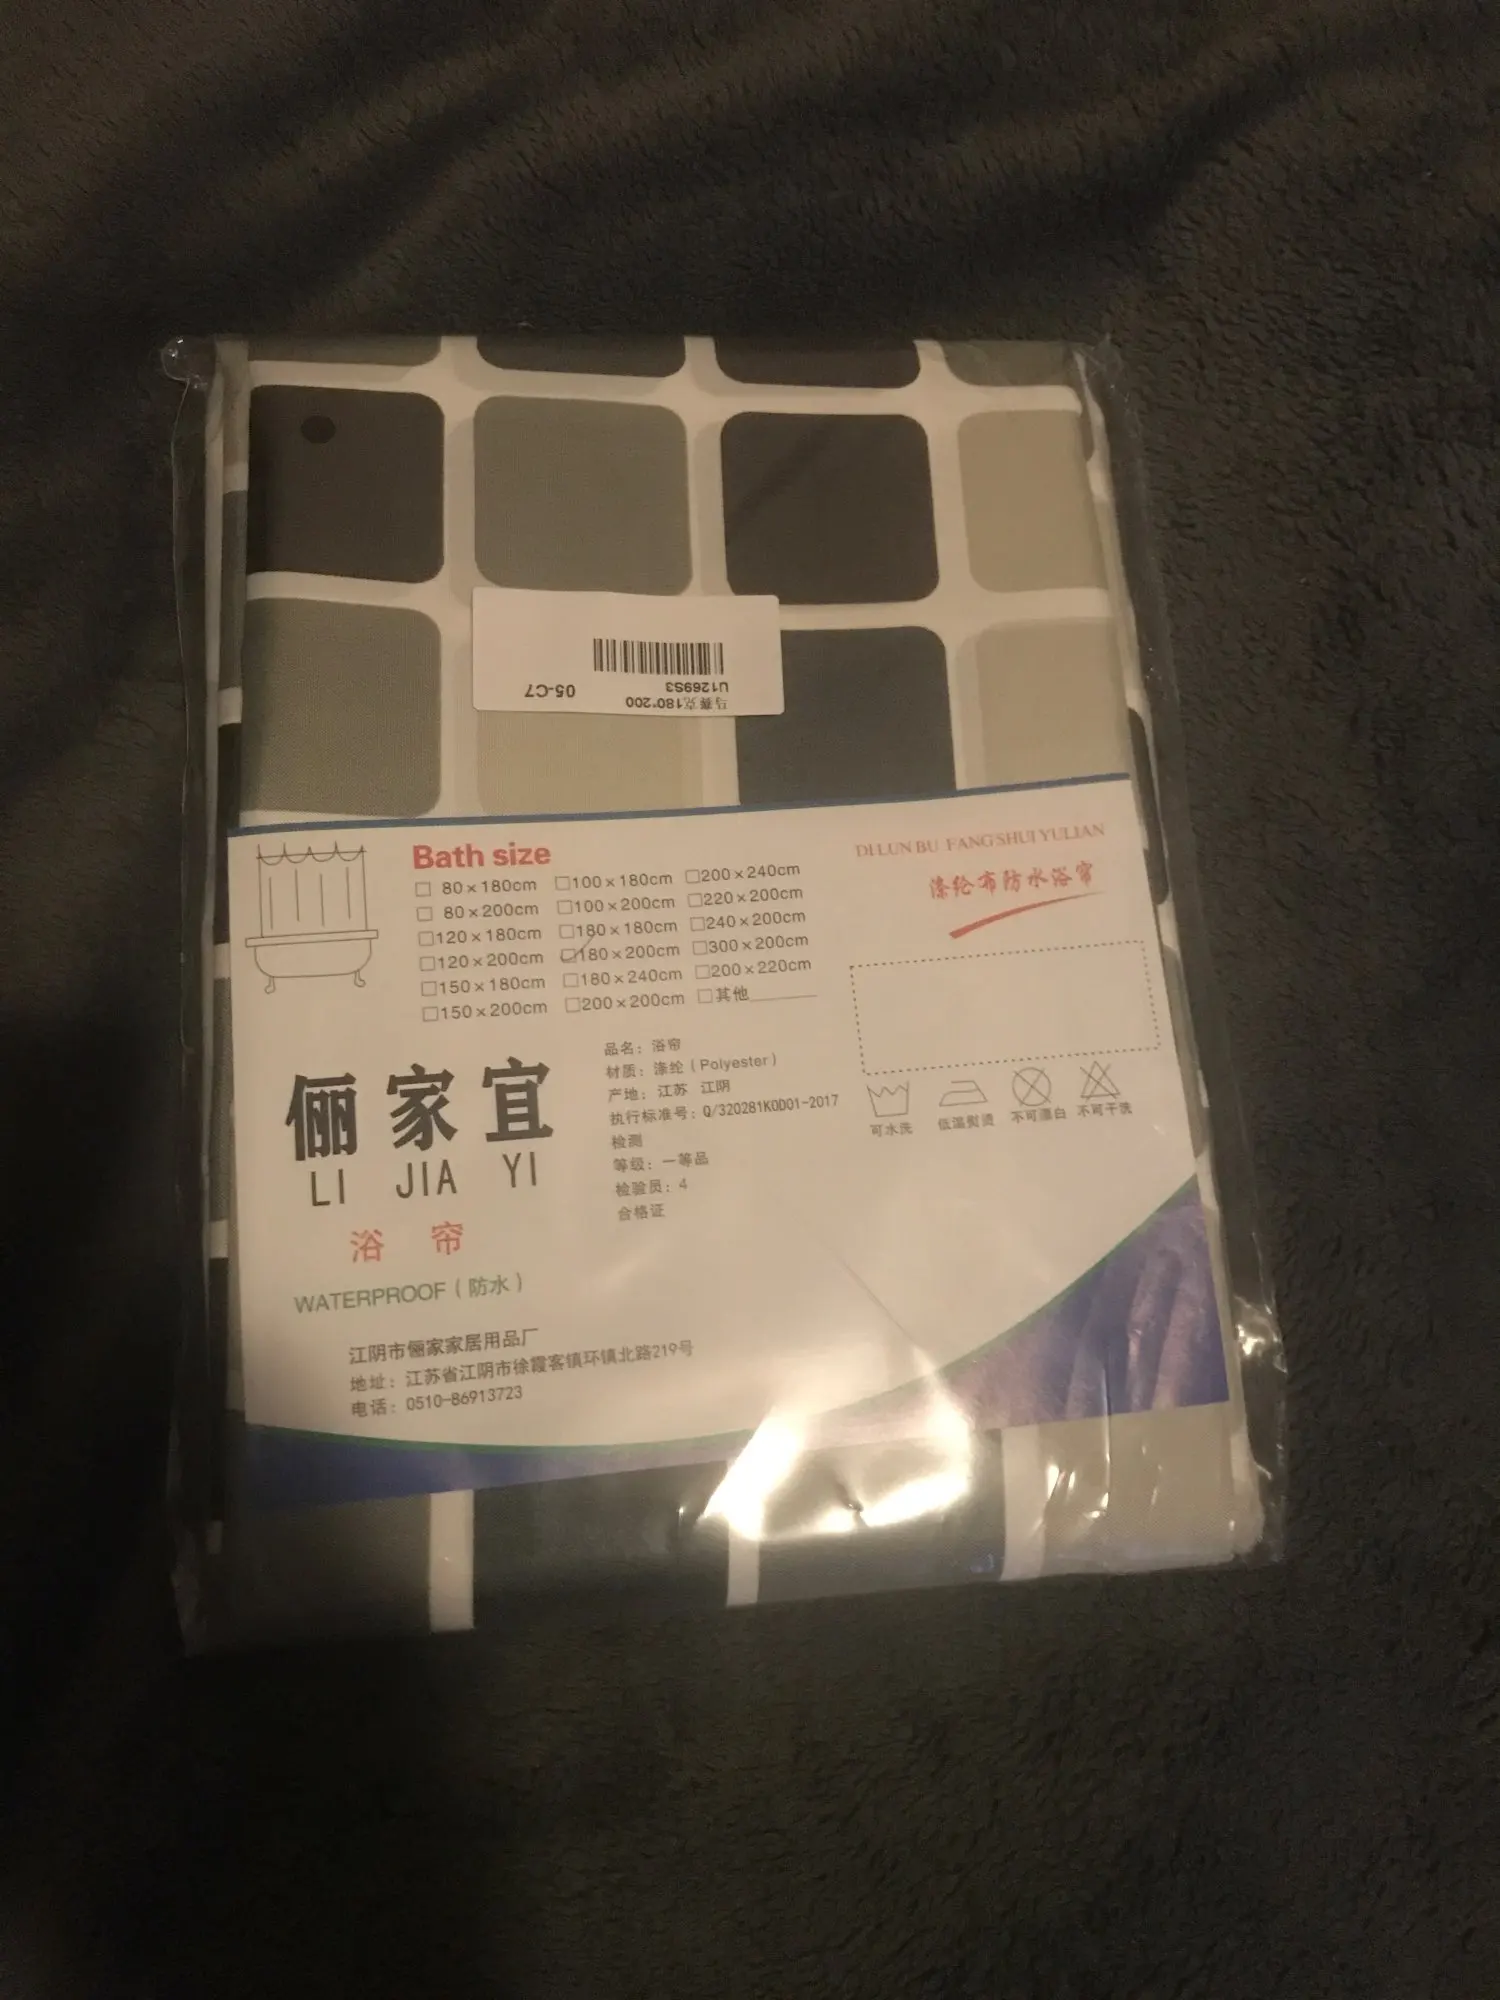 马赛克180*200
U1269S3
05-C7
Bath size
□ 80×180cm □100×180cm □200×240cm
□ 80×200cm □100×200cm □220×200cm
□120×180cm □180×180cm □240×200cm
□120×200cm □180×200cm □300×200cm
□150×180cm □180×240cm □200×220cm
□150×200cm □200×200cm □其他
DI LUN BU FANG SHUI YU LIAN
涤纶布防水浴帘
俪家宜
LI JIA YI
浴帘
WATERPROOF(防水)
品名:浴帘
材质:涤纶(Polyester)
产地:江苏 江阴
执行标准号:Q/320281KOD01-2017
检测
等级:一等品
检验员:4
合格证
可水洗 低温熨烫 不可漂白 不可干洗
江阴市俪家家居用品厂
地址:江苏省江阴市徐霞客镇环镇北路219号
电话:0510-86913723